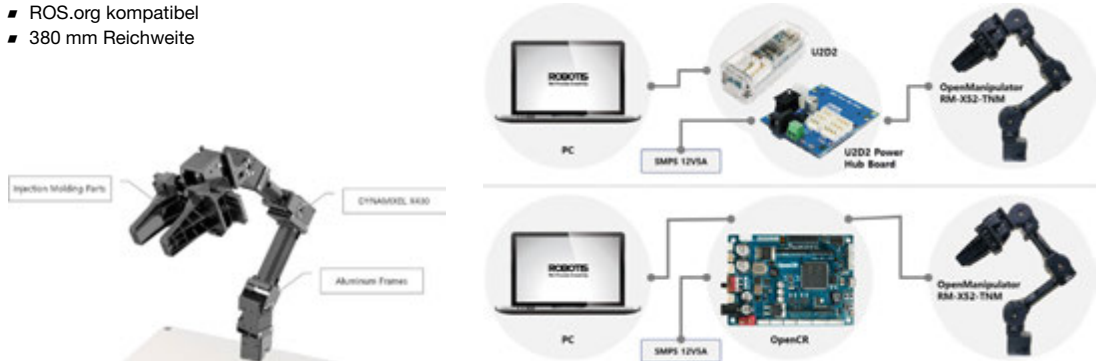 ROS.org kompatibel
380 mm Reichweite
Injection Molding Parts
DYNAMIXEL X430
Aluminum Frames
ROBOTIS
PC
U2D2
SMPS 12V5A
U2D2 Power
Hub Board
OpenManipulator
RM-X52-TNM
ROBOTIS
PC
SMPS 12V5A
OpenCR
OpenManipulator
RM-X52-TNM